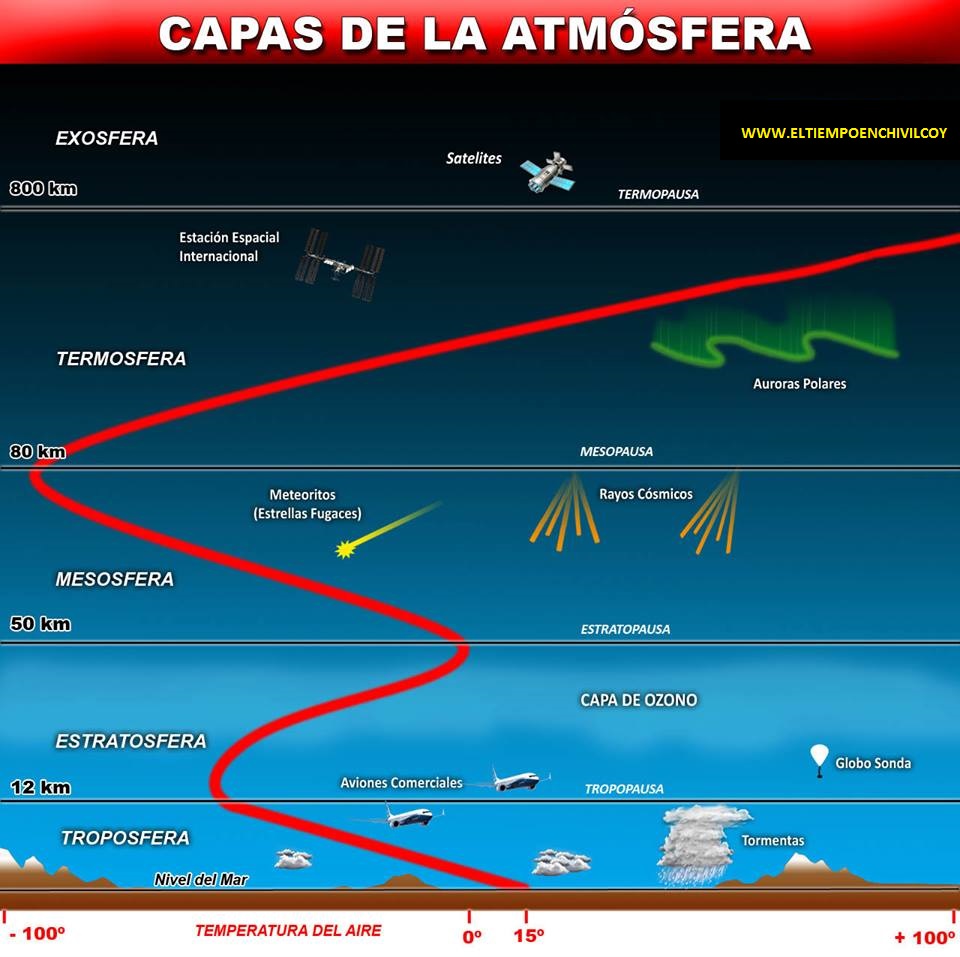 CAPAS DE LA ATMÓSFERA
WWW.ELTIEMPOENCHIVILCOY
EXOSFERA
Satelites
800 km
TERMOPAUSA
Estación Espacial
Internacional
TERMOSFERA
Auroras Polares
80 km
MESOPAUSA
Meteoritos
(Estrellas Fugaces)
Rayos Cósmicos
MESOSFERA
50 km
ESTRATOPAUSA
CAPA DE OZONO
ESTRATOSFERA
Globo Sonda
12 km
Aviones Comerciales
TROPOPAUSA
TROPOSFERA
Tormentas
Nivel del Mar
- 100º
TEMPERATURA DEL AIRE
0º
15º
+ 100º